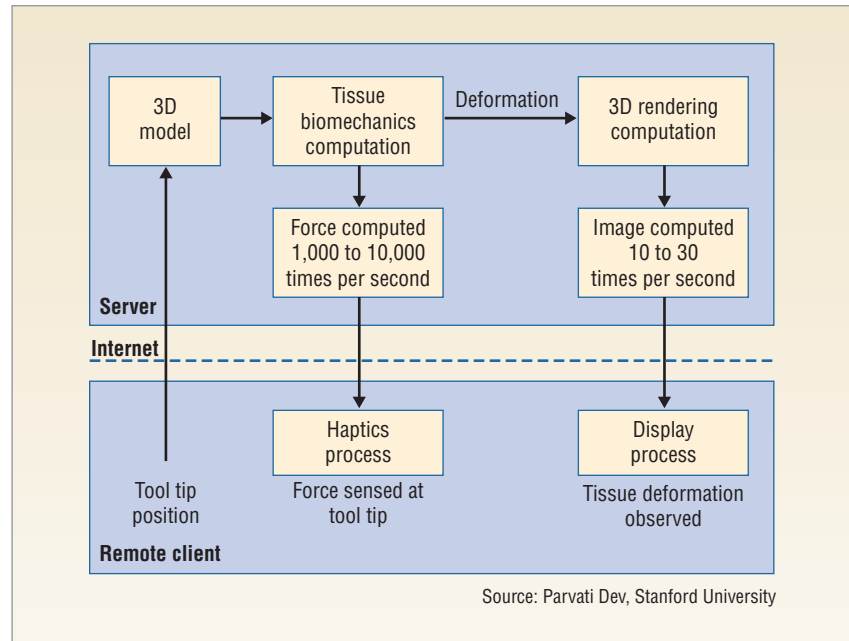 3D
model
Tissue
biomechanics
computation
Deformation
3D rendering
computation
Force computed
1,000 to 10,000
times per second
Image computed
10 to 30
times per second
Server
Internet
Haptics
process
Display
process
Tool tip
position
Force sensed at
tool tip
Tissue deformation
observed
Remote client
Source: Parvati Dev, Stanford University